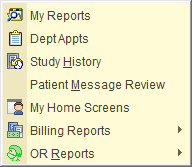 My Reports
Dept Appts
Study History
Patient Message Review
My Home Screens
Billing Reports
OR Reports